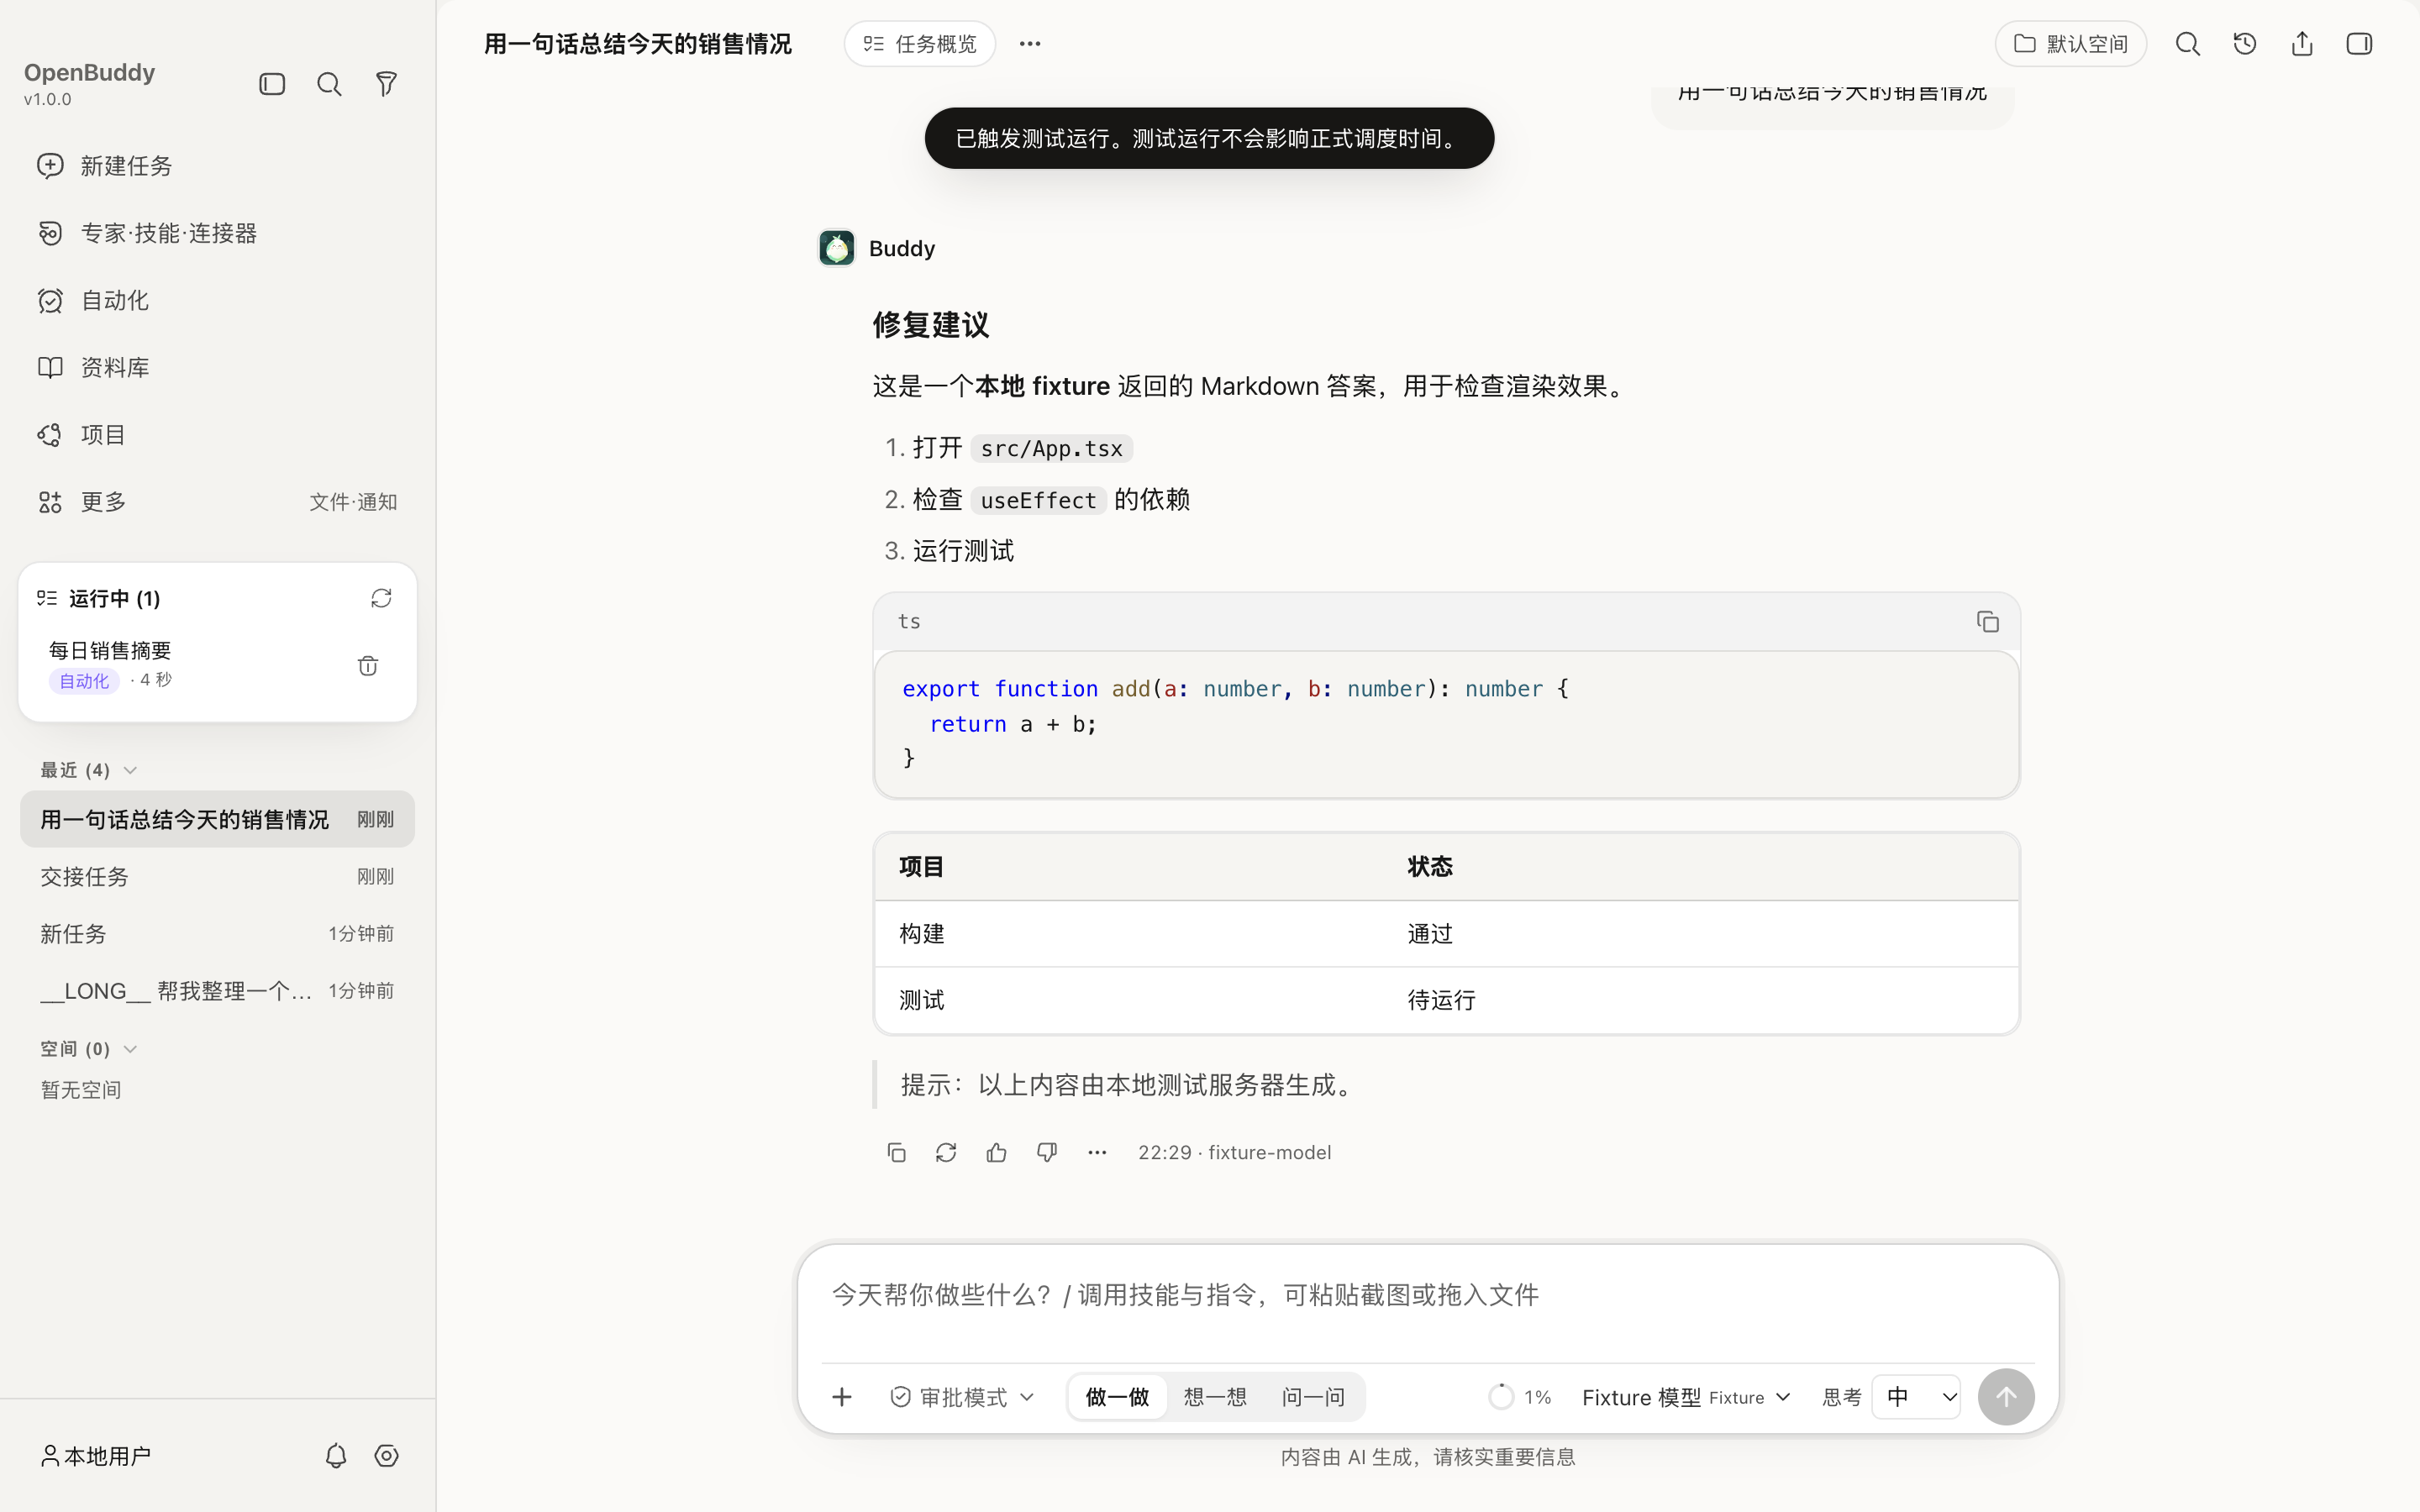 OpenBuddy
v1.0.0
新建任务
专家·技能·连接器
自动化
资料库
项目
更多 文件·通知
运行中 (1)
每日销售摘要
自动化 · 4 秒
最近 (4)
用一句话总结今天的销售情况 刚刚
交接任务 刚刚
新任务 1分钟前
__LONG__ 帮我整理一个... 1分钟前
空间 (0)
暂无空间
本地用户
用一句话总结今天的销售情况 任务概览 默认空间
用一句话总结今天的销售情况
已触发测试运行。测试运行不会影响正式调度时间。
Buddy
修复建议
这是一个本地 fixture 返回的 Markdown 答案，用于检查渲染效果。
1. 打开 src/App.tsx
2. 检查 useEffect 的依赖
3. 运行测试
ts
export function add(a: number, b: number): number {
  return a + b;
}
项目 状态
构建 通过
测试 待运行
提示：以上内容由本地测试服务器生成。
22:29 · fixture-model
今天帮你做些什么？/ 调用技能与指令，可粘贴截图或拖入文件
审批模式 做一做 想一想 问一问 1% Fixture 模型 Fixture 思考 中
内容由 AI 生成，请核实重要信息